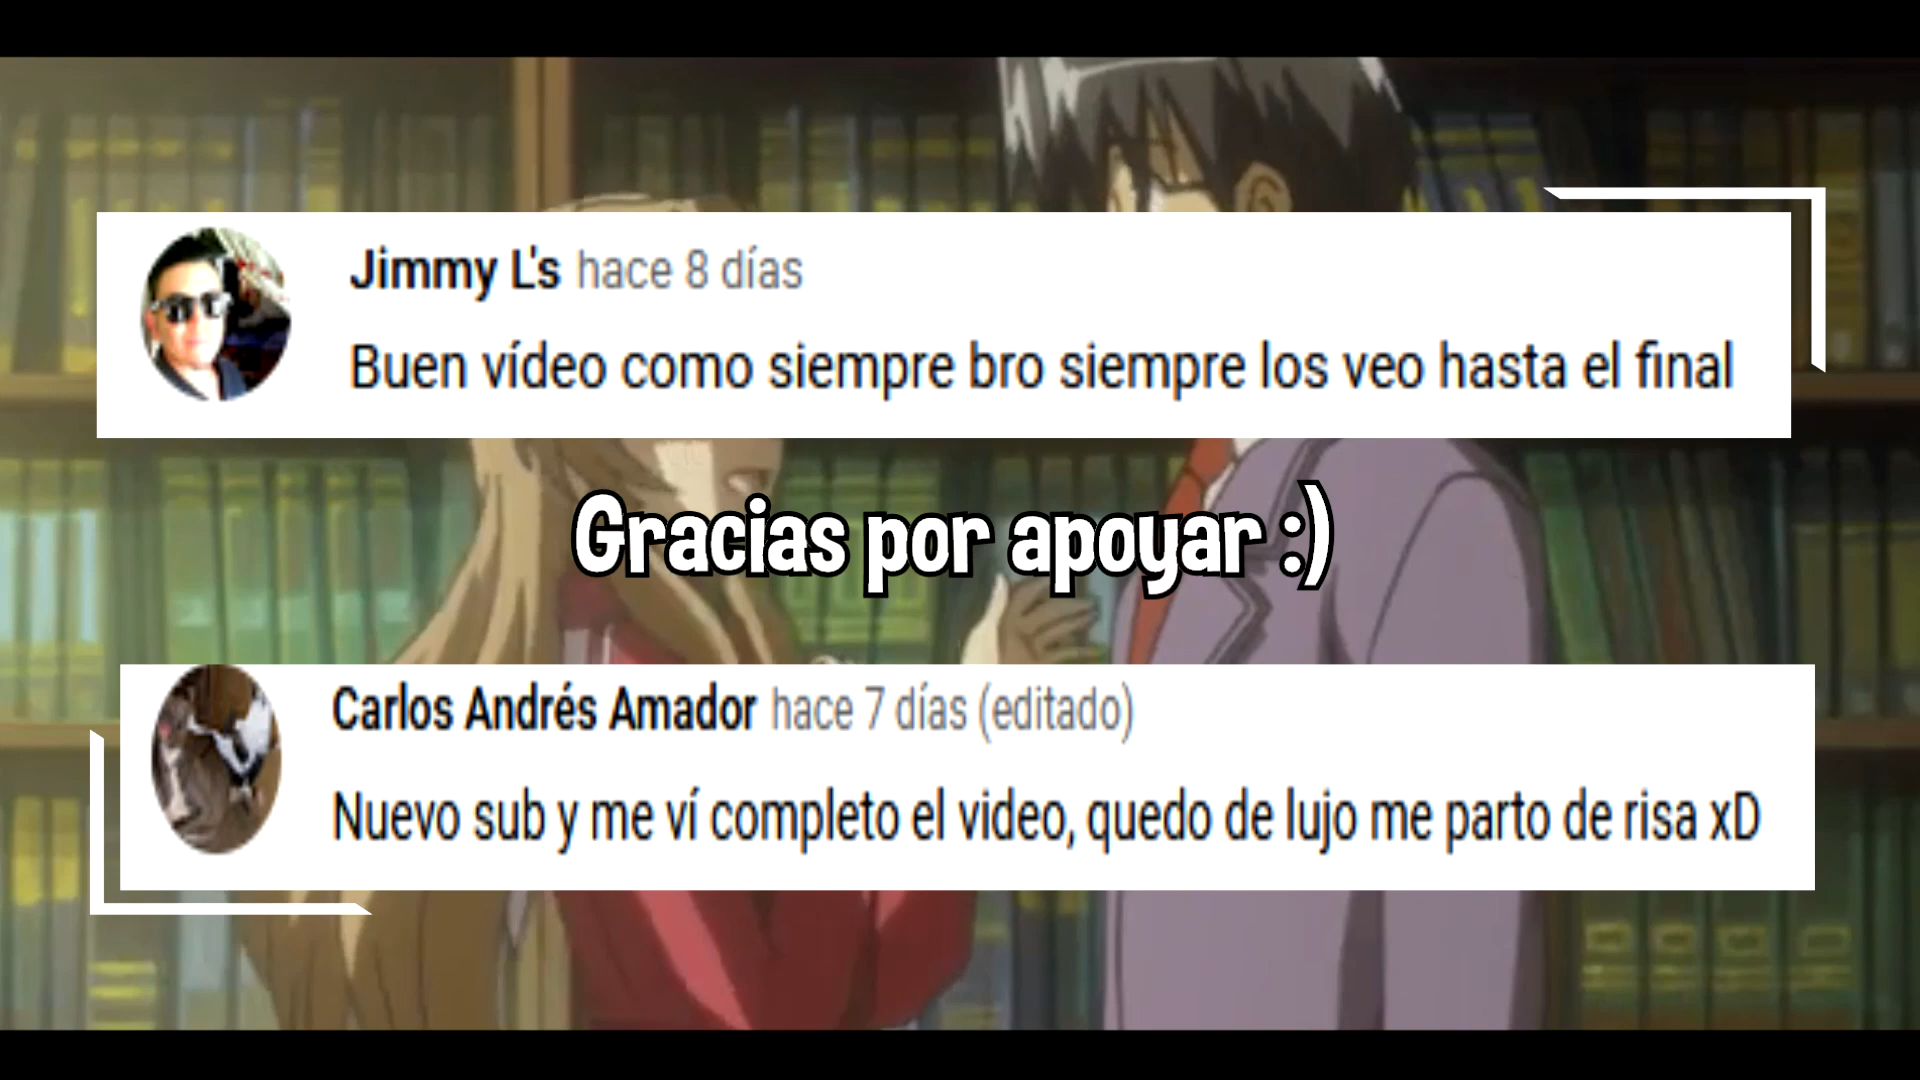 Jimmy L's hace 8 días
Buen vídeo como siempre bro siempre los veo hasta el final
Gracias por apoyar :)
Carlos Andrés Amador hace 7 días (editado)
Nuevo sub y me ví completo el video, quedo de lujo me parto de risa xD